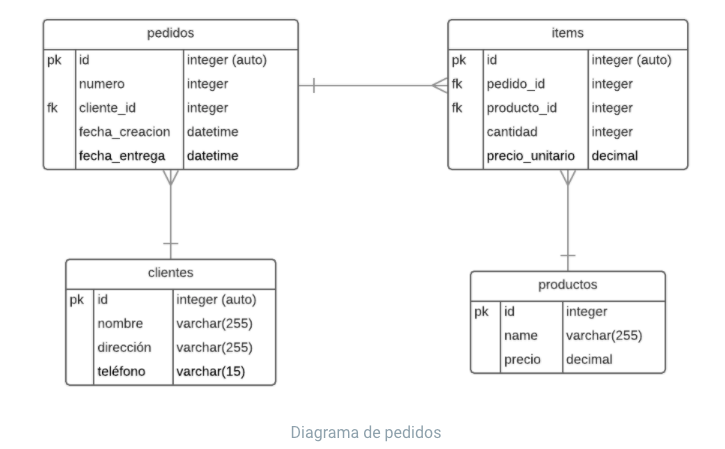 pedidos
pk id integer (auto)
numero integer
fk cliente_id integer
fecha_creacion datetime
fecha_entrega datetime
items
pk id integer (auto)
fk pedido_id integer
fk producto_id integer
cantidad integer
precio_unitario decimal
clientes
pk id integer (auto)
nombre varchar(255)
dirección varchar(255)
teléfono varchar(15)
productos
pk id integer
name varchar(255)
precio decimal
Diagrama de pedidos